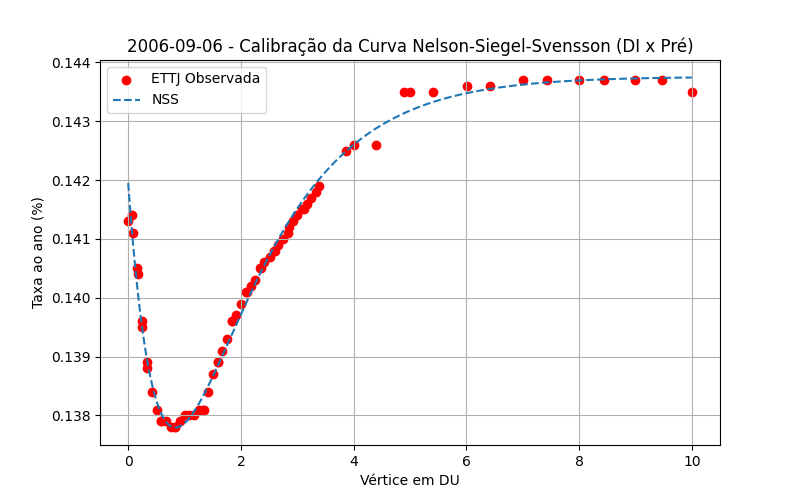 2006-09-06 - Calibração da Curva Nelson-Siegel-Svensson (DI x Pré)
ETTJ Observada
NSS
Taxa ao ano (%)
0.144
0.143
0.142
0.141
0.140
0.139
0.138
0 2 4 6 8 10
Vértice em DU